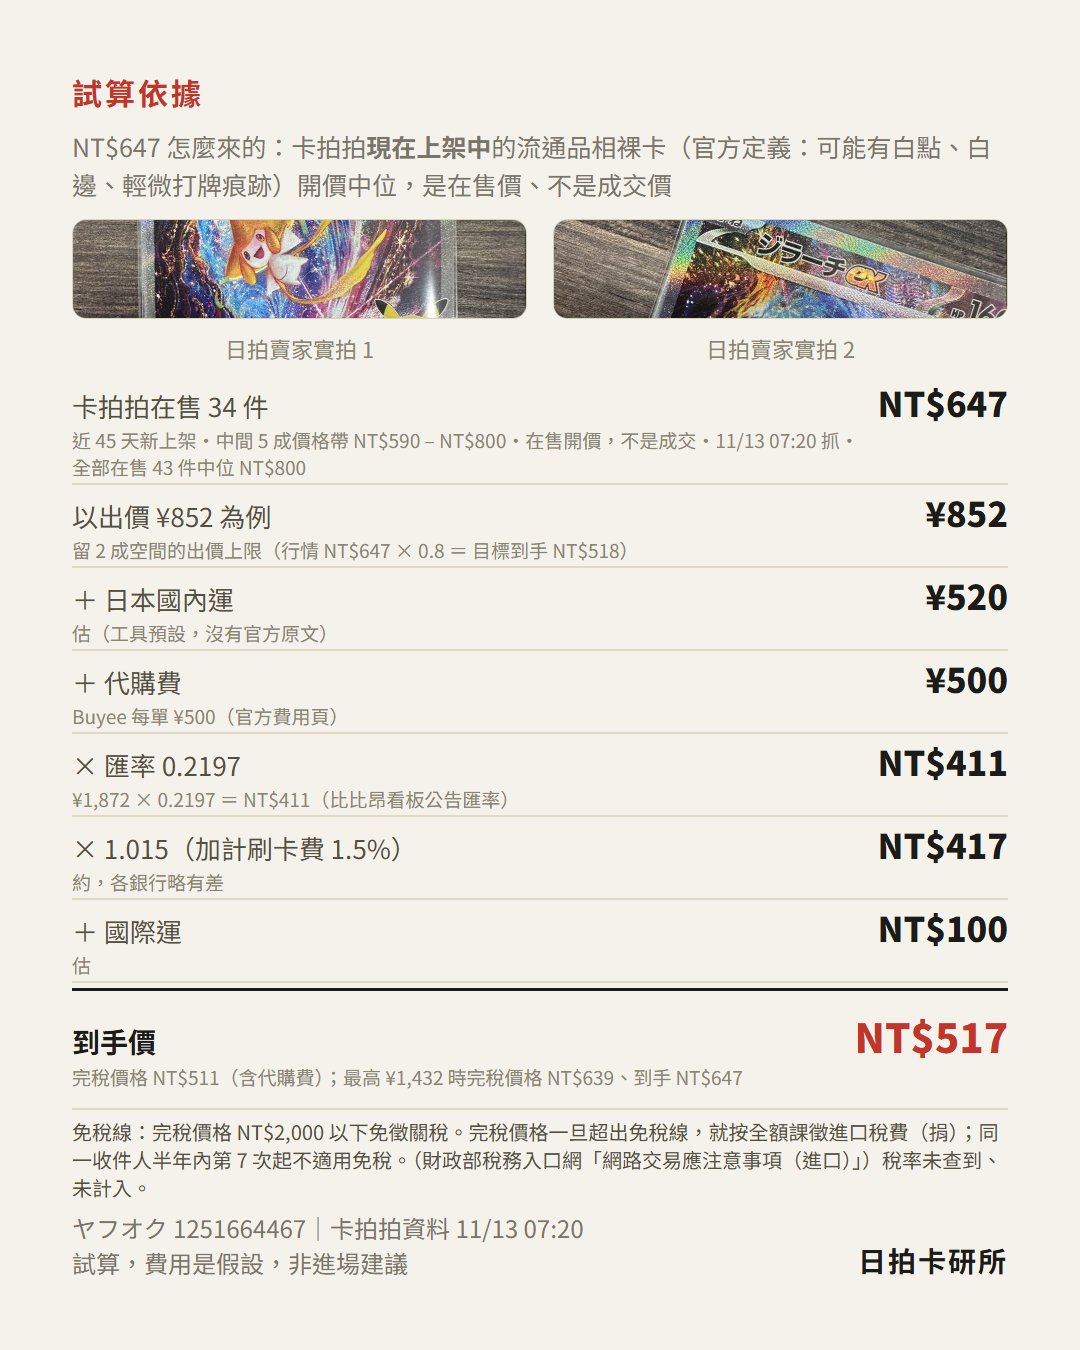 試算依據
NT$647 怎麼來的：卡拍拍現在上架中的流通品相裸卡（官方定義：可能有白點、白
邊、輕微打牌痕跡）開價中位，是在售價、不是成交價
ジラーチex
HP 160
日拍賣家實拍 1
日拍賣家實拍 2
卡拍拍在售 34 件
NT$647
近 45 天新上架・中間 5 成價格帶 NT$590 – NT$800・在售開價，不是成交・11/13 07:20 抓・
全部在售 43 件中位 NT$800
以出價 ¥852 為例
¥852
留 2 成空間的出價上限（行情 NT$647 × 0.8 ＝ 目標到手 NT$518）
＋ 日本國內運
¥520
估（工具預設，沒有官方原文）
＋ 代購費
¥500
Buyee 每單 ¥500（官方費用頁）
× 匯率 0.2197
NT$411
¥1,872 × 0.2197 ＝ NT$411（比比昂看板公告匯率）
× 1.015（加計刷卡費 1.5%）
NT$417
約，各銀行略有差
＋ 國際運
NT$100
估
到手價
NT$517
完稅價格 NT$511（含代購費）；最高 ¥1,432 時完稅價格 NT$639、到手 NT$647
免稅線：完稅價格 NT$2,000 以下免徵關稅。完稅價格一旦超出免稅線，就按全額課徵進口稅費（捐）；同
一收件人半年內第 7 次起不適用免稅。（財政部稅務入口網「網路交易應注意事項（進口）」）稅率未查到、
未計入。
ヤフオク 1251664467｜卡拍拍資料 11/13 07:20
試算，費用是假設，非進場建議
日拍卡研所